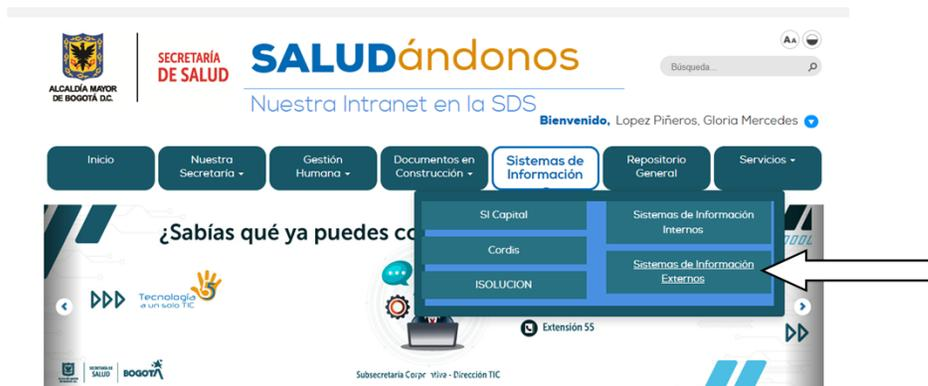 ALCALDÍA MAYOR
DE BOGOTÁ D.C.
SECRETARÍA
DE SALUD
SALUDándonos
Nuestra Intranet en la SDS
AA
Búsqueda...
Bienvenido, Lopez Piñeros, Gloria Mercedes
Inicio
Nuestra
Secretaría
Gestión
Humana
Documentos en
Construcción
Sistemas de
Información
Repositorio
General
Servicios
SI Capital
Cordis
ISOLUCION
Sistemas de Información
Internos
Sistemas de Información
Externos
¿Sabías qué ya puedes co
Tecnología
a un solo TIC
5
Extensión 55
SALUD
BOGOTÁ
Subsecretaría - Dirección TIC